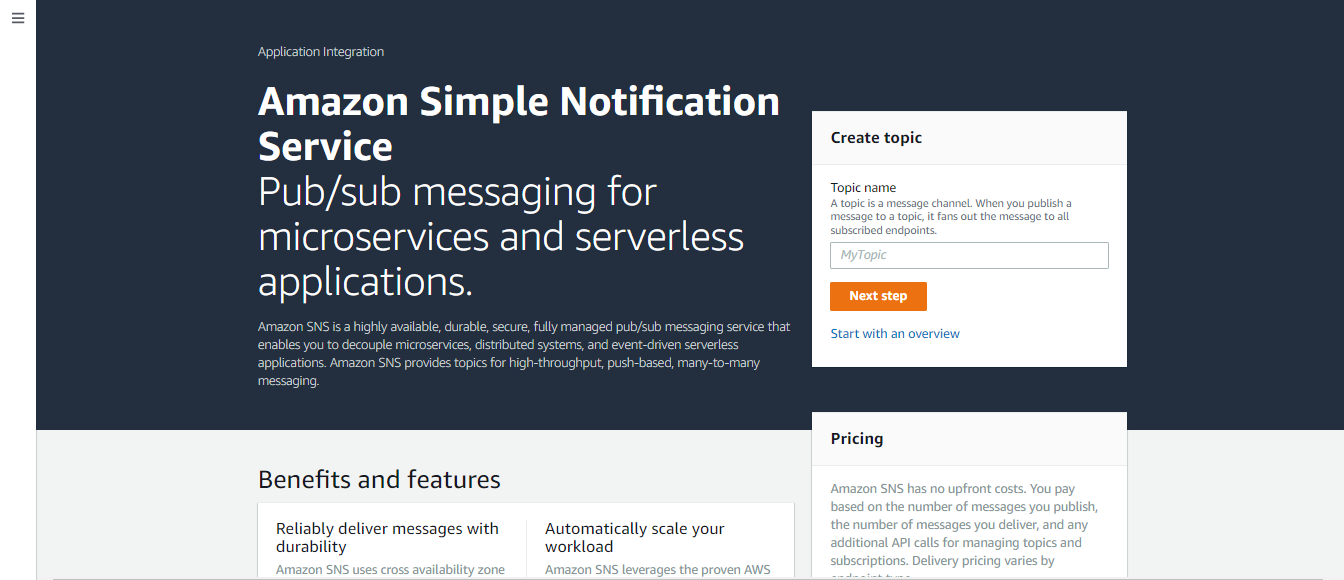 Application Integration
Amazon Simple Notification
Service
Pub/sub messaging for
microservices and serverless
applications.
Amazon SNS is a highly available, durable, secure, fully managed pub/sub messaging service that
enables you to decouple microservices, distributed systems, and event-driven serverless
applications. Amazon SNS provides topics for high-throughput, push-based, many-to-many
messaging.
Create topic
Topic name
A topic is a message channel. When you publish a
message to a topic, it fans out the message to all
subscribed endpoints.
MyTopic
Next step
Start with an overview
Benefits and features
Reliably deliver messages with
durability
Amazon SNS uses cross availability zone
Automatically scale your
workload
Amazon SNS leverages the proven AWS
Pricing
Amazon SNS has no upfront costs. You pay
based on the number of messages you publish,
the number of messages you deliver, and any
additional API calls for managing topics and
subscriptions. Delivery pricing varies by
endpoint type.